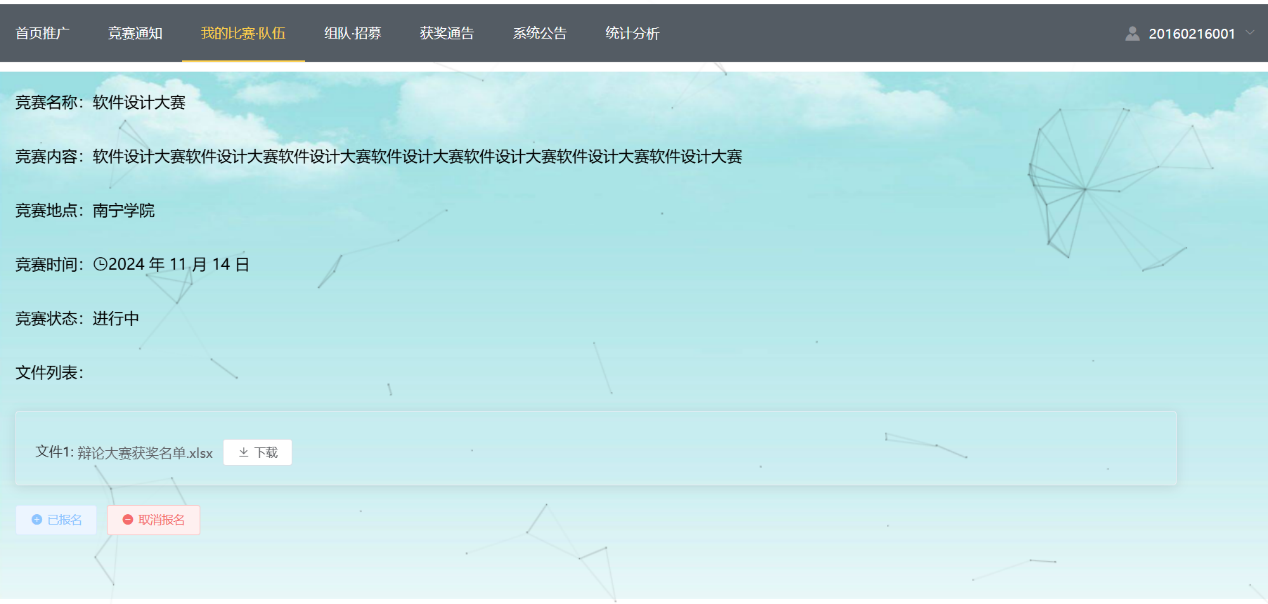 首页推广 竞赛通知 我的比赛·队伍 组队·招募 获奖通告 系统公告 统计分析 20160216001
竞赛名称：软件设计大赛
竞赛内容：软件设计大赛软件设计大赛软件设计大赛软件设计大赛软件设计大赛软件设计大赛软件设计大赛
竞赛地点：南宁学院
竞赛时间：2024 年 11 月 14 日
竞赛状态：进行中
文件列表：
文件1: 辩论大赛获奖名单.xlsx 下载
已报名 取消报名